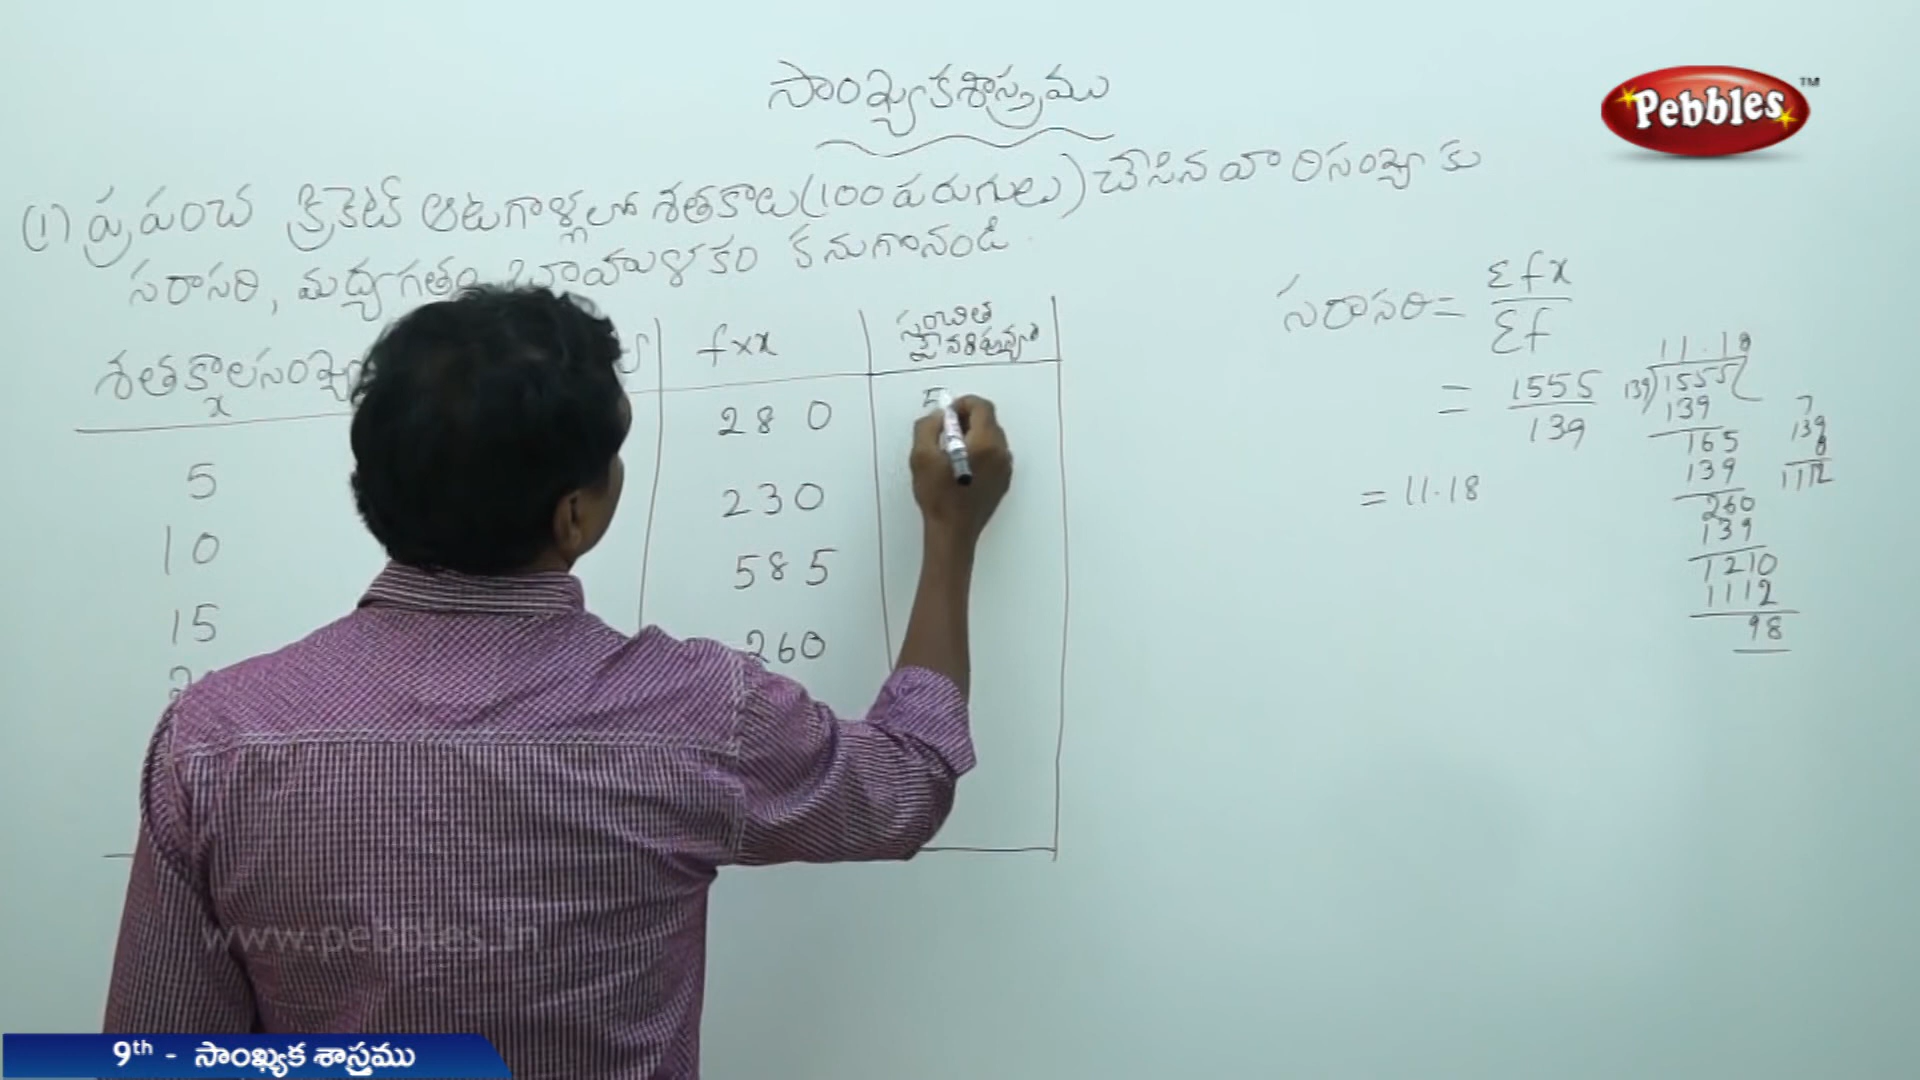 సాంఖ్యకశాస్త్రము
Pebbles™
(1) ప్రపంచ క్రికెట్ ఆటగాళ్లలో శతకాలు (100 పరుగులు) చేసిన వారి సంఖ్యకు
సరాసరి, మధ్యగతం, బాహుళకం కనుగొనండి.
f×x
సంచిత
x
280
5
230
10
585
15
260
సరాసరి = Σfx
Σf
= 1555
139
= 11.18
11.18
139) 1555
139
165
139
260
139
1210
1112
98
7
139
8
1112
www.pebbles.in
9th - సాంఖ్యక శాస్త్రము